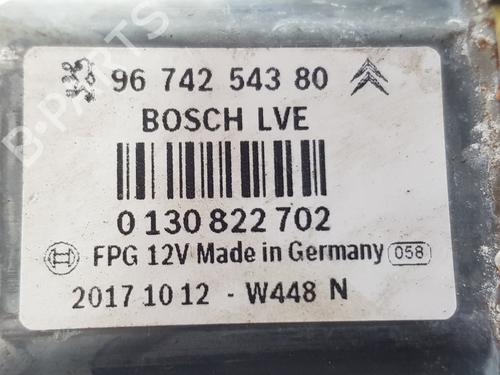 96 742 543 80
BOSCH LVE
0 130 822 702
FPG 12V Made in Germany 058
2017 10 12 - W448 N
B-PARTS